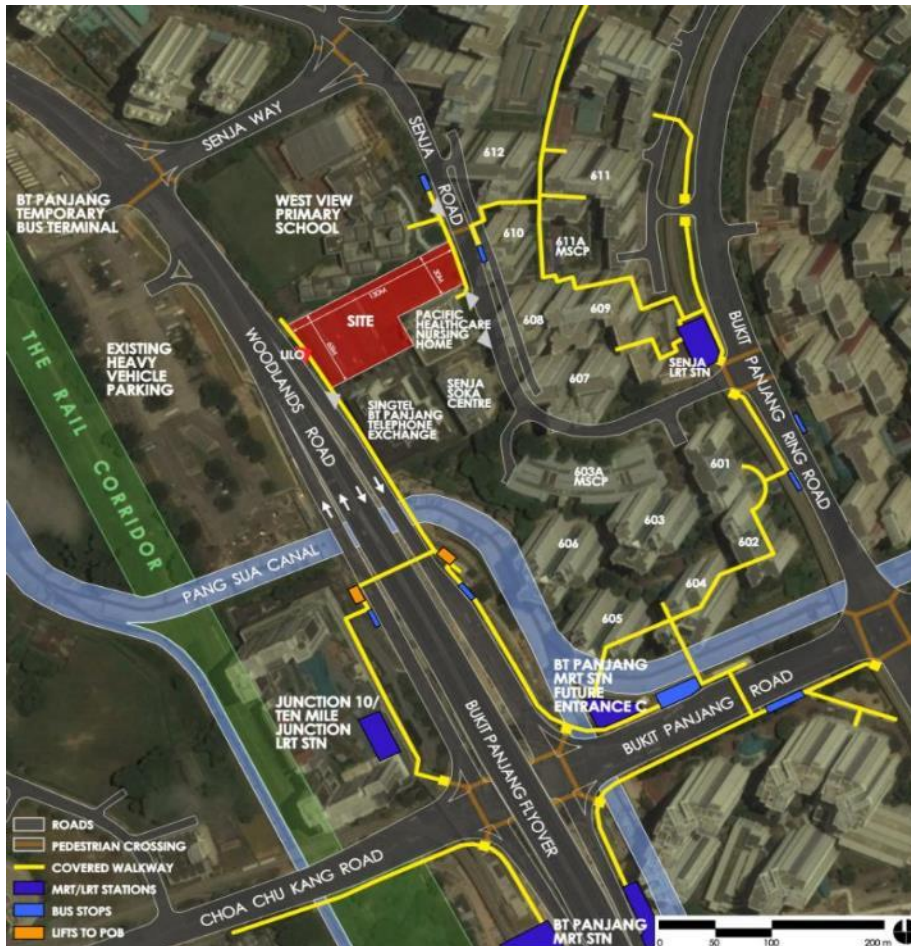 612
611
SENJA WAY
SENJA ROAD
BT PANJANG
TEMPORARY
BUS TERMINAL
WEST VIEW
PRIMARY
SCHOOL
610
611A
MSCP
SITE
PACIFIC
HEALTHCARE
NURSING
HOME
608
609
BUKIT PANJANG RING ROAD
THE RAIL CORRIDOR
EXISTING
HEAVY
VEHICLE
PARKING
WOODLANDS ROAD
LILO
607
SENJA
LRT STN
SENJA
SOKA
CENTRE
SINGTEL
BT PANJANG
TELEPHONE
EXCHANGE
603A
MSCP
601
603
602
606
604
605
PANG SUA CANAL
BT PANJANG
MRT STN
FUTURE
ENTRANCE C
BUKIT PANJANG ROAD
JUNCTION 10/
TEN MILE
JUNCTION
LRT STN
BUKIT PANJANG FLYOVER
CHOA CHU KANG ROAD
ROADS
PEDESTRIAN CROSSING
COVERED WALKWAY
MRT/LRT STATIONS
BUS STOPS
LIFTS TO POB
BT PANJANG
MRT STN
0 50 100 200 m